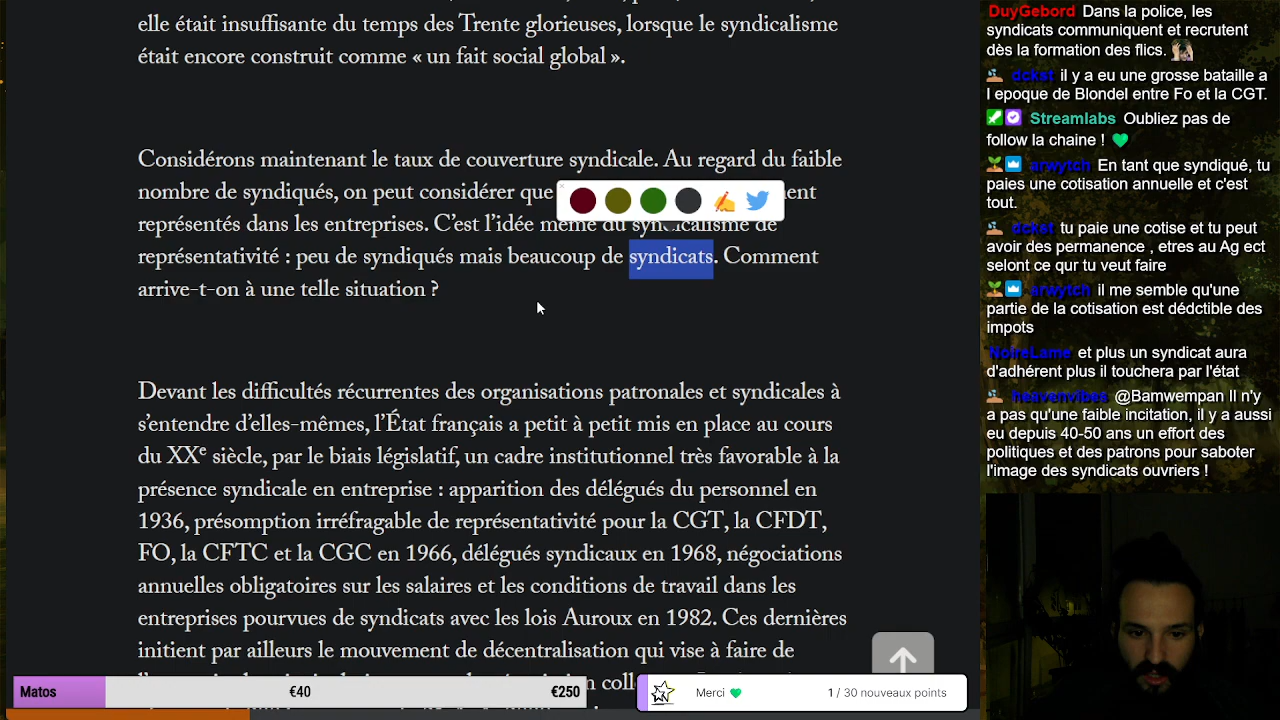 elle était insuffisante du temps des Trente glorieuses, lorsque le syndicalisme
était encore construit comme « un fait social global ».
Considérons maintenant le taux de couverture syndicale. Au regard du faible
nombre de syndiqués, on peut considérer que
représentés dans les entreprises. C’est l’idée même du syndicalisme de
représentativité : peu de syndiqués mais beaucoup de syndicats. Comment
arrive-t-on à une telle situation ?
Devant les difficultés récurrentes des organisations patronales et syndicales à
s’entendre d’elles-mêmes, l’État français a petit à petit mis en place au cours
du XXe siècle, par le biais législatif, un cadre institutionnel très favorable à la
présence syndicale en entreprise : apparition des délégués du personnel en
1936, présomption irréfragable de représentativité pour la CGT, la CFDT,
FO, la CFTC et la CGC en 1966, délégués syndicaux en 1968, négociations
annuelles obligatoires sur les salaires et les conditions de travail dans les
entreprises pourvues de syndicats avec les lois Auroux en 1982. Ces dernières
initient par ailleurs le mouvement de décentralisation qui vise à faire de
Matos €40 €250
Merci 1 / 30 nouveaux points
DuyGebord Dans la police, les
syndicats communiquent et recrutent
dès la formation des flics.
dckst il y a eu une grosse bataille a
l epoque de Blondel entre Fo et la CGT.
Streamlabs Oubliez pas de
follow la chaine !
arwytch En tant que syndiqué, tu
paies une cotisation annuelle et c'est
tout.
dckst tu paie une cotise et tu peut
avoir des permanence , etres au Ag ect
selont ce qur tu veut faire
arwytch il me semble qu'une
partie de la cotisation est dédctible des
impots
NoireLame et plus un syndicat aura
d'adhérent plus il touchera par l'état
heavenvibes @Bamwempan Il n'y
a pas qu'une faible incitation, il y a aussi
eu depuis 40-50 ans un effort des
politiques et des patrons pour saboter
l'image des syndicats ouvriers !